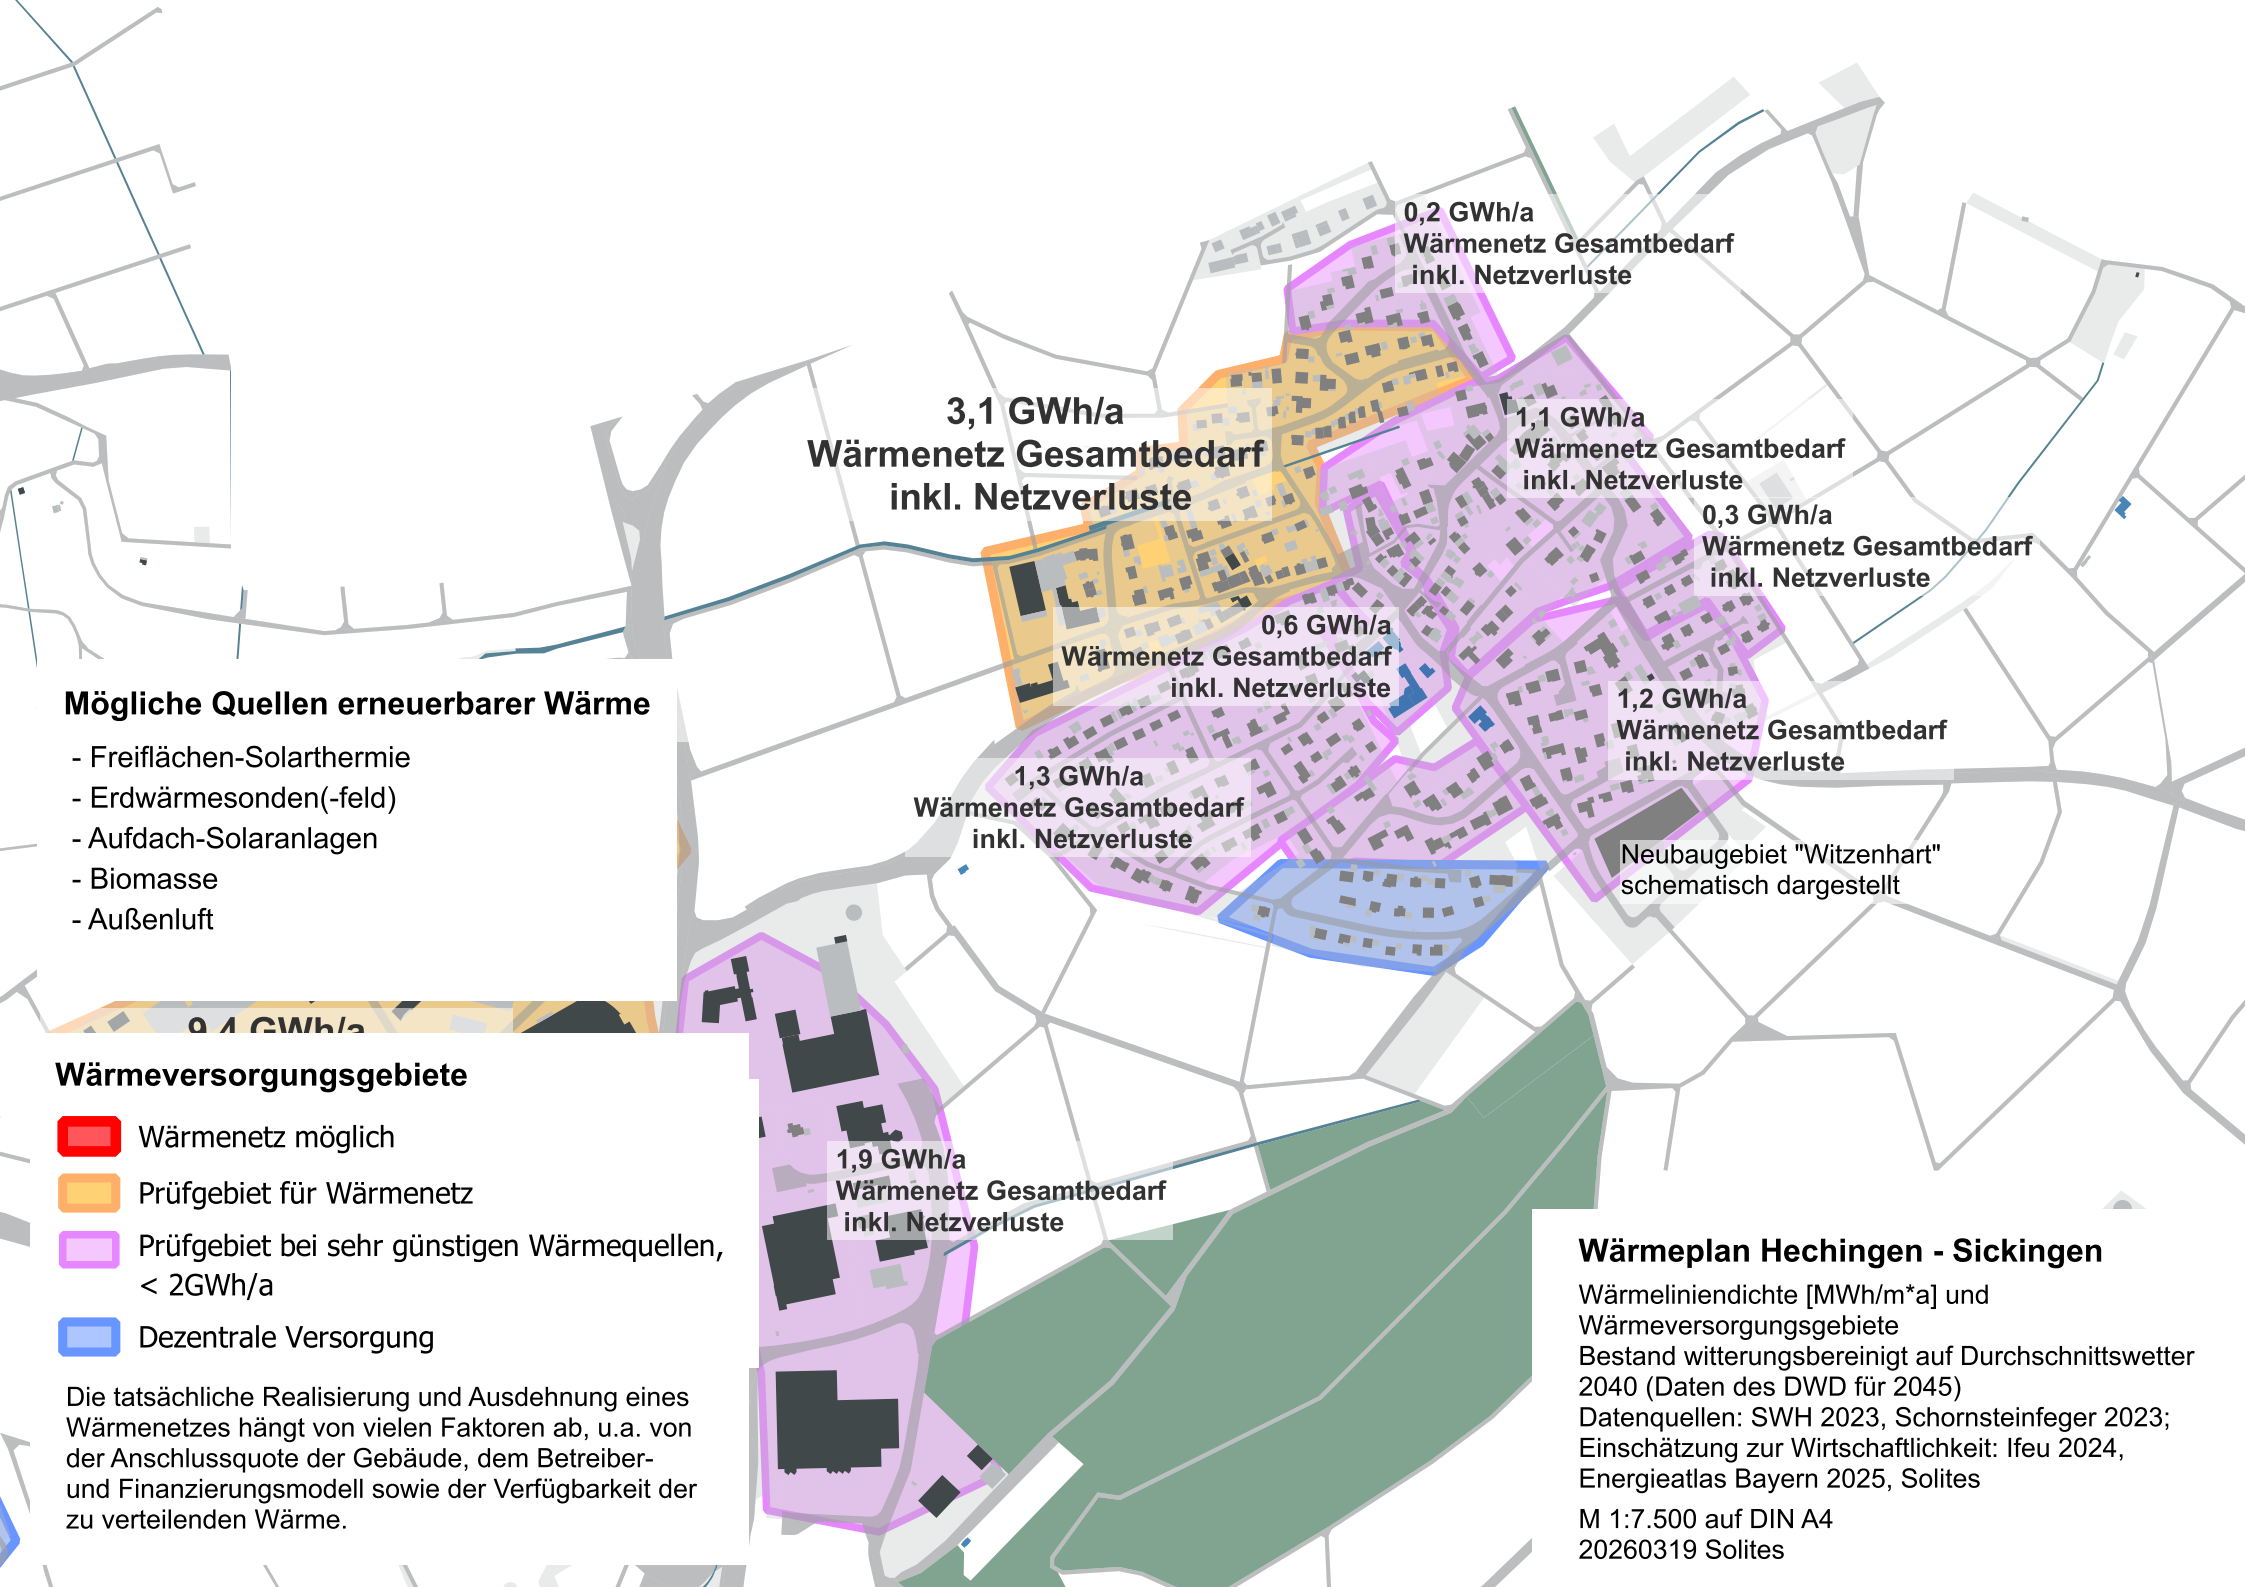 0,2 GWh/a
Wärmenetz Gesamtbedarf
inkl. Netzverluste
3,1 GWh/a
Wärmenetz Gesamtbedarf
inkl. Netzverluste
1,1 GWh/a
Wärmenetz Gesamtbedarf
inkl. Netzverluste
0,3 GWh/a
Wärmenetz Gesamtbedarf
inkl. Netzverluste
0,6 GWh/a
Wärmenetz Gesamtbedarf
inkl. Netzverluste
1,2 GWh/a
Wärmenetz Gesamtbedarf
inkl. Netzverluste
1,3 GWh/a
Wärmenetz Gesamtbedarf
inkl. Netzverluste
Neubaugebiet "Witzenhart"
schematisch dargestellt
Mögliche Quellen erneuerbarer Wärme
- Freiflächen-Solarthermie
- Erdwärmesonden(-feld)
- Aufdach-Solaranlagen
- Biomasse
- Außenluft
9,4 GWh/a
Wärmeversorgungsgebiete
Wärmenetz möglich
Prüfgebiet für Wärmenetz
Prüfgebiet bei sehr günstigen Wärmequellen,
< 2GWh/a
Dezentrale Versorgung
Die tatsächliche Realisierung und Ausdehnung eines
Wärmenetzes hängt von vielen Faktoren ab, u.a. von
der Anschlussquote der Gebäude, dem Betreiber-
und Finanzierungsmodell sowie der Verfügbarkeit der
zu verteilenden Wärme.
1,9 GWh/a
Wärmenetz Gesamtbedarf
inkl. Netzverluste
Wärmeplan Hechingen - Sickingen
Wärmeliniendichte [MWh/m*a] und
Wärmeversorgungsgebiete
Bestand witterungsbereinigt auf Durchschnittswetter
2040 (Daten des DWD für 2045)
Datenquellen: SWH 2023, Schornsteinfeger 2023;
Einschätzung zur Wirtschaftlichkeit: Ifeu 2024,
Energieatlas Bayern 2025, Solites
M 1:7.500 auf DIN A4
20260319 Solites